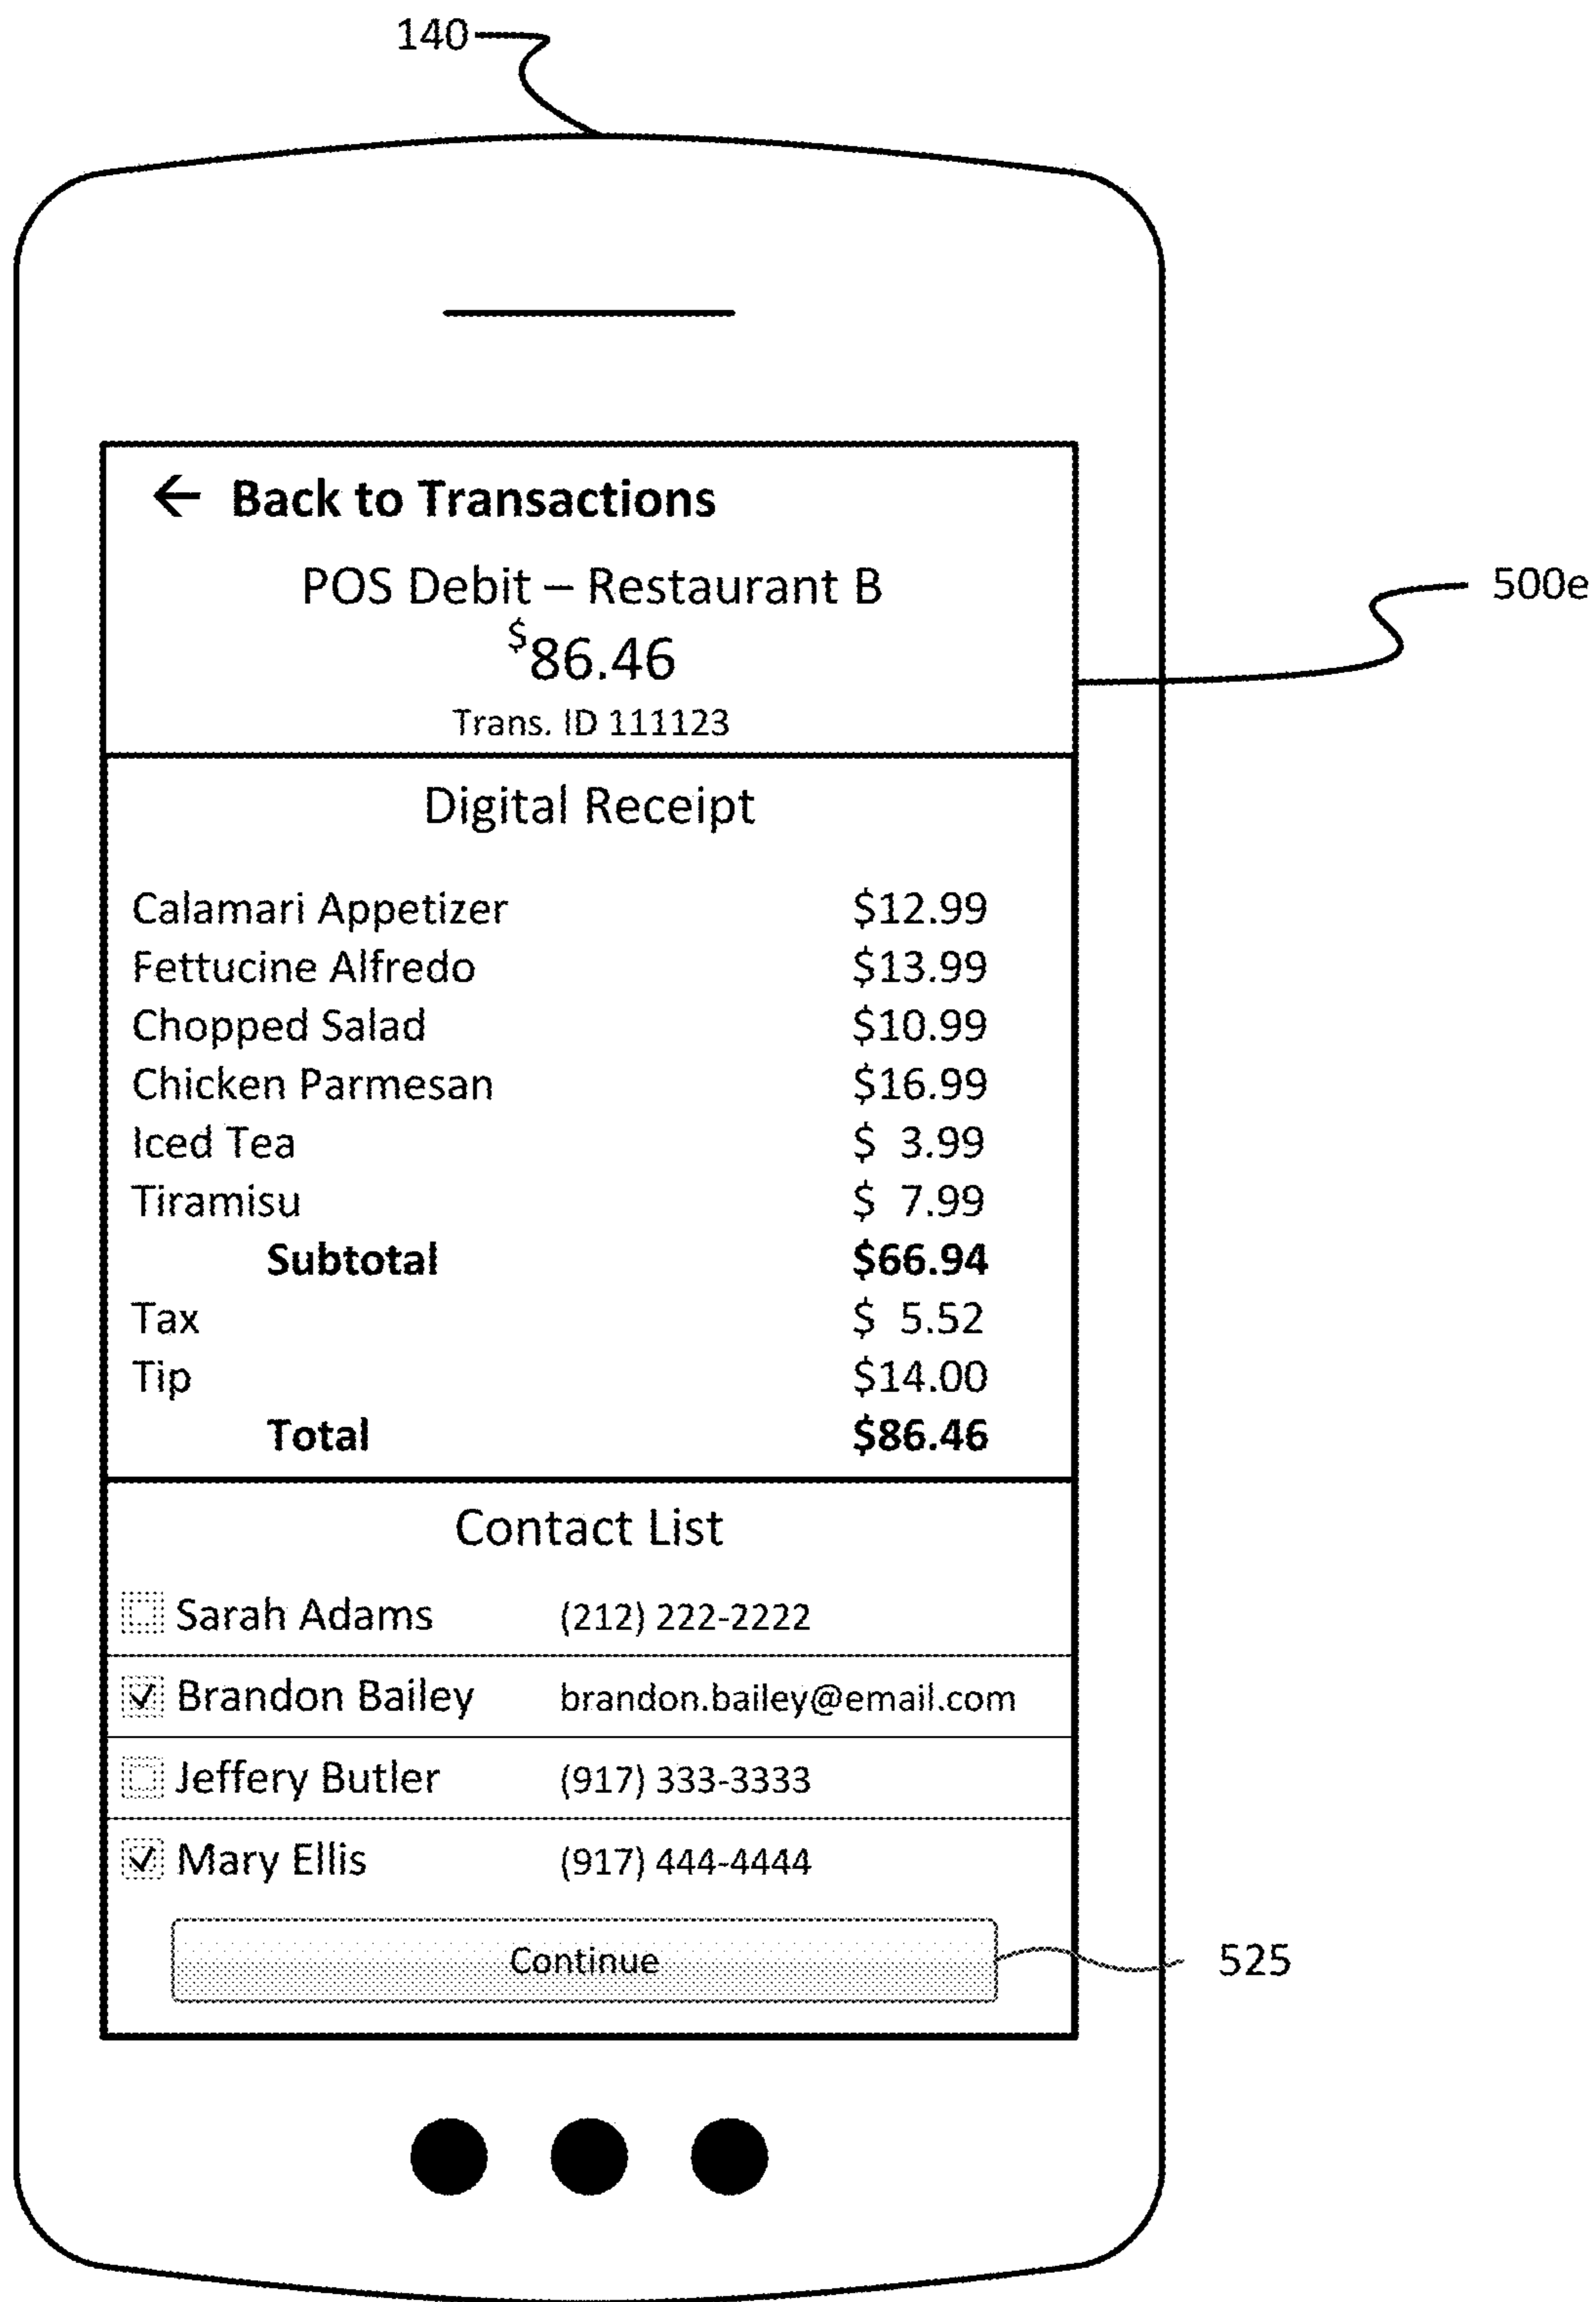 140
← Back to Transactions
POS Debit – Restaurant B
500e
$86.46
Trans. ID 111123
Digital Receipt
Calamari Appetizer $12.99
Fettucine Alfredo $13.99
Chopped Salad $10.99
Chicken Parmesan $16.99
Iced Tea $ 3.99
Tiramisu $ 7.99
Subtotal $66.94
Tax $ 5.52
Tip $14.00
Total $86.46
Contact List
Sarah Adams (212) 222-2222
Brandon Bailey brandon.bailey@email.com
Jeffery Butler (917) 333-3333
Mary Ellis (917) 444-4444
Continue
525